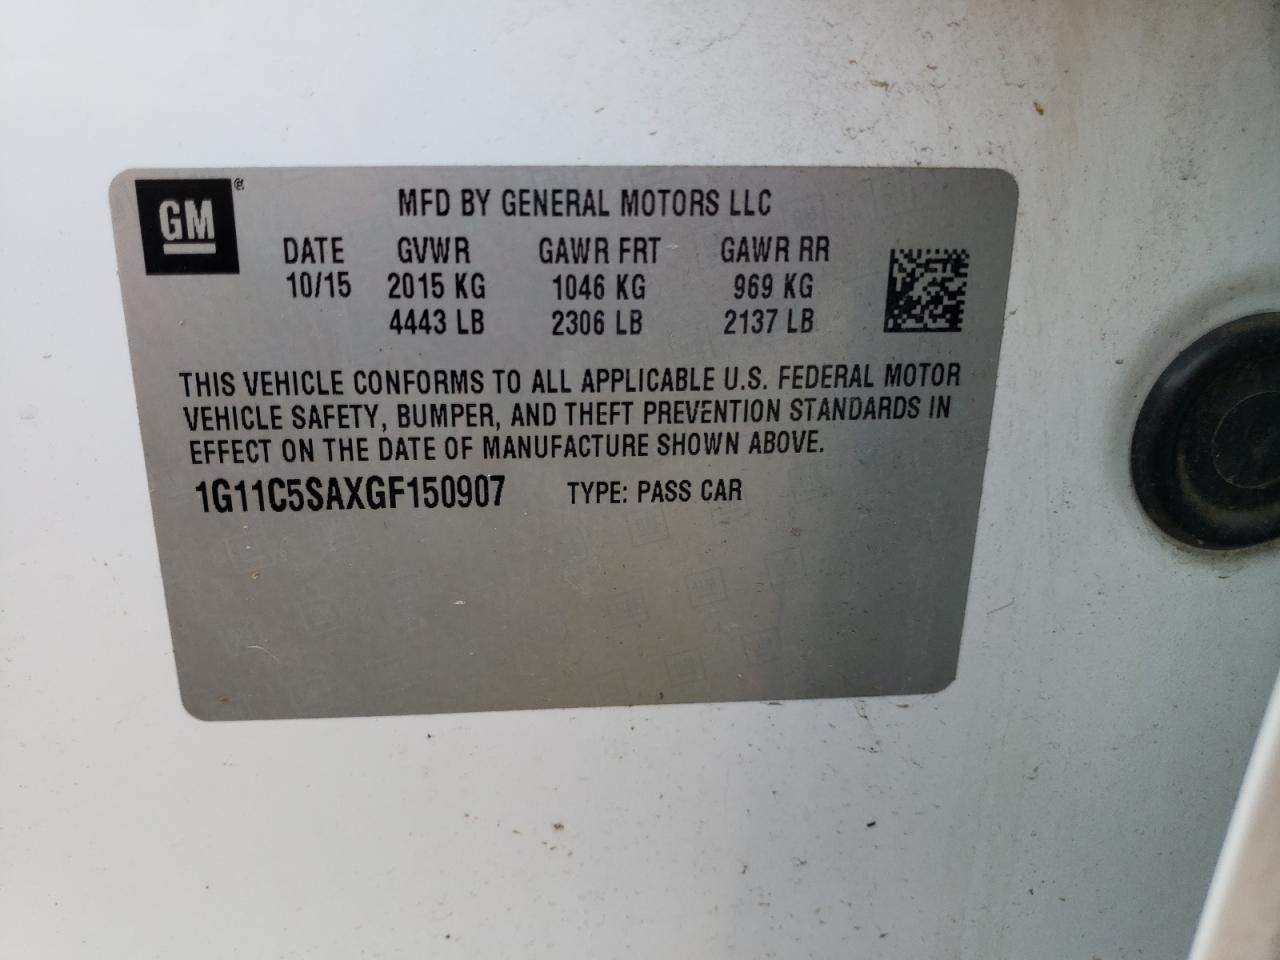 GM®
MFD BY GENERAL MOTORS LLC
DATE GVWR GAWR FRT GAWR RR
10/15 2015 KG 1046 KG 969 KG
4443 LB 2306 LB 2137 LB
THIS VEHICLE CONFORMS TO ALL APPLICABLE U.S. FEDERAL MOTOR
VEHICLE SAFETY, BUMPER, AND THEFT PREVENTION STANDARDS IN
EFFECT ON THE DATE OF MANUFACTURE SHOWN ABOVE.
1G11C5SAXGF150907 TYPE: PASS CAR